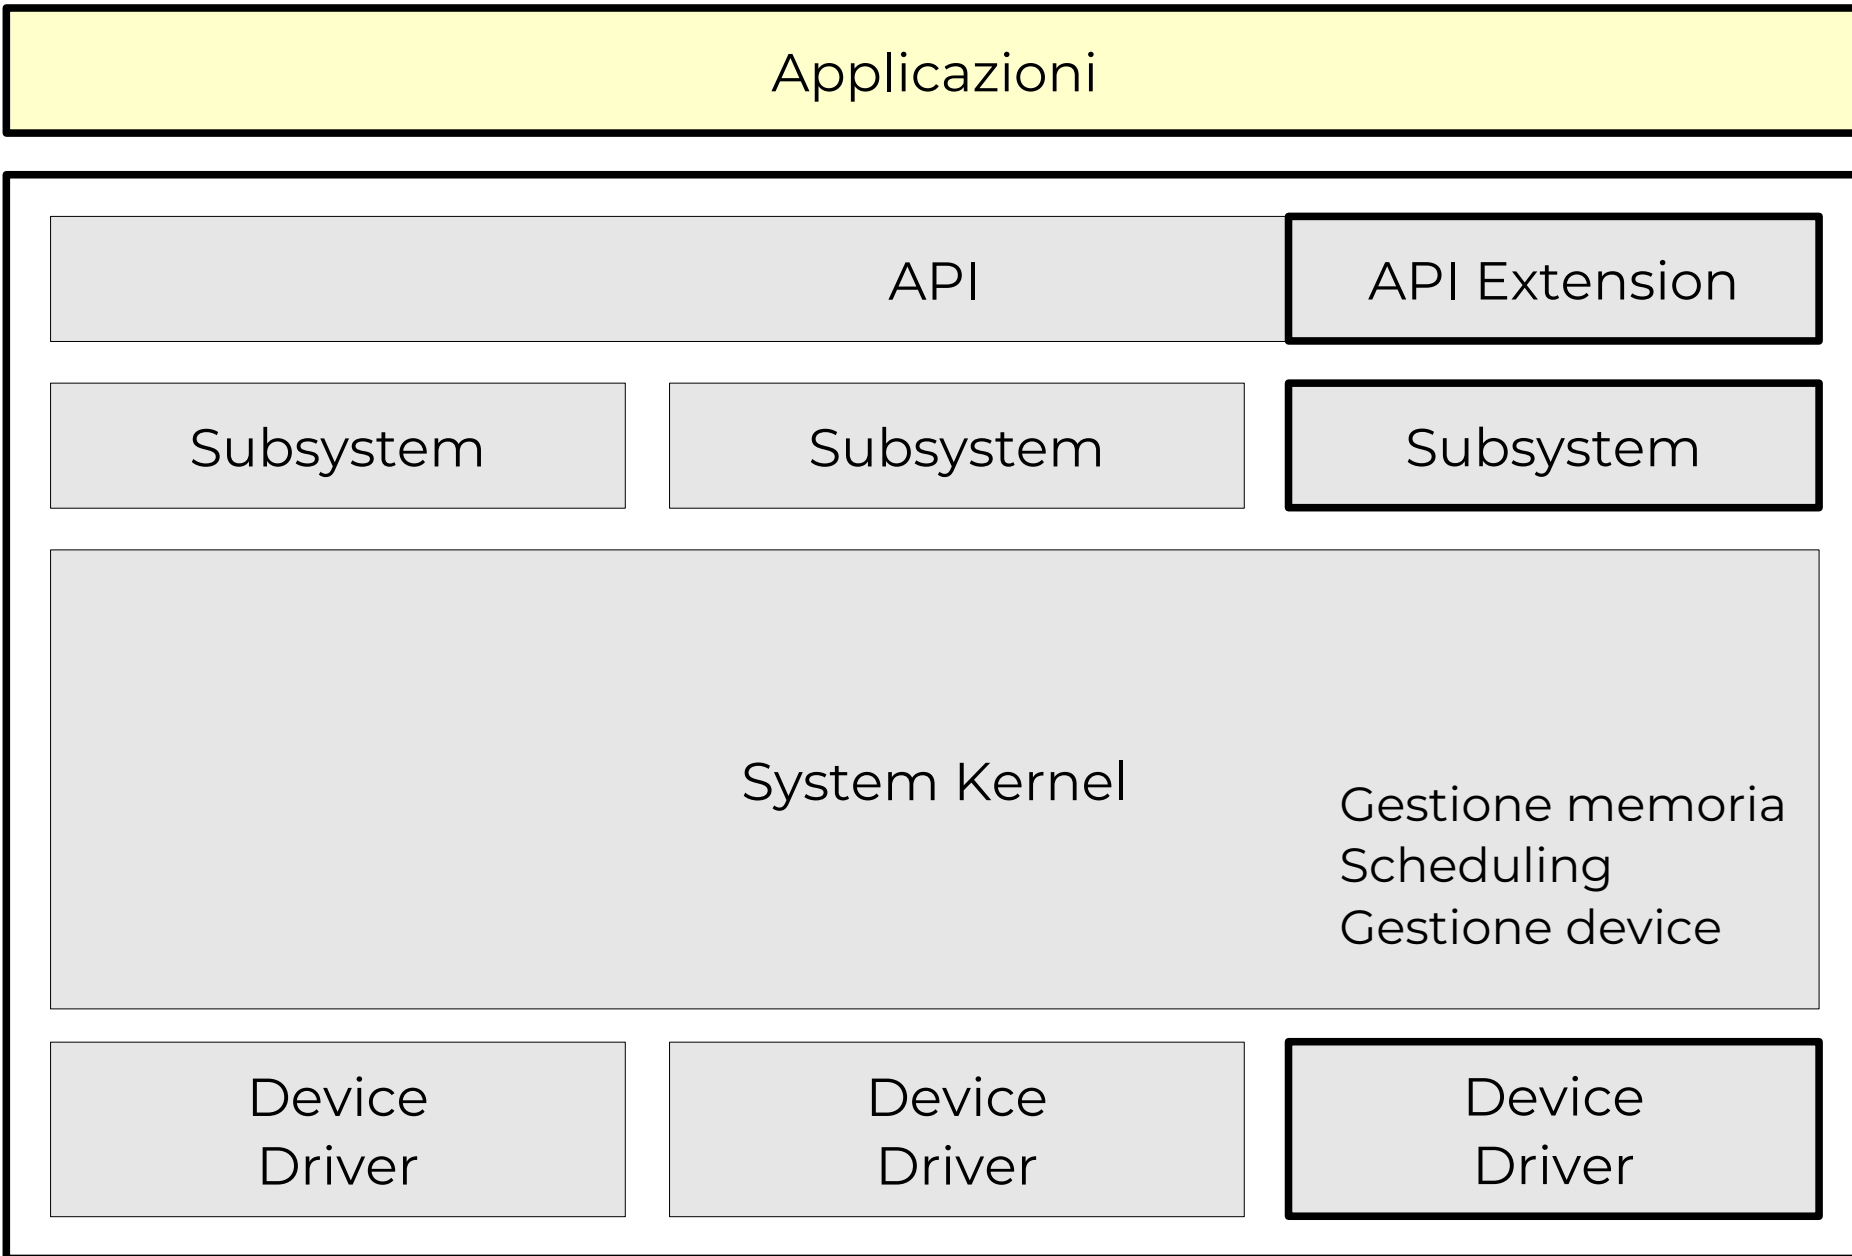 Applicazioni
API
API Extension
Subsystem
Subsystem
Subsystem
System Kernel
Gestione memoria
Scheduling
Gestione device
Device
Driver
Device
Driver
Device
Driver